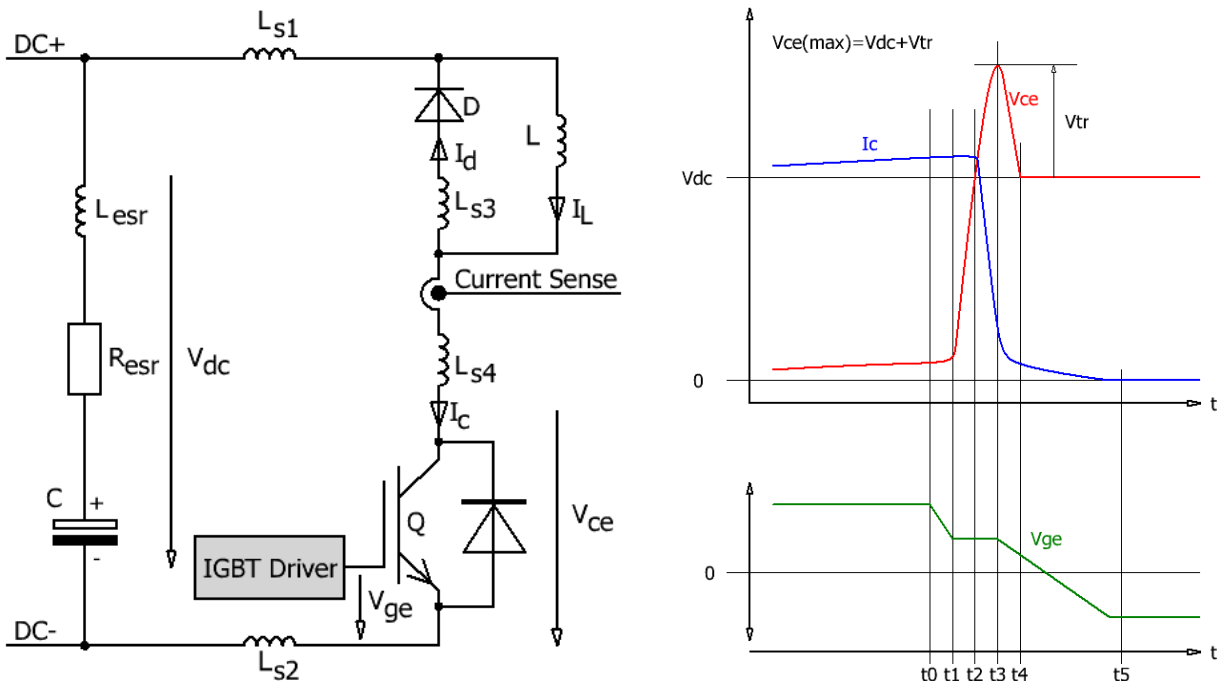 DC+
Ls1
D
L
Id
Ls3
IL
Lesr
Current Sense
Resr
Vdc
Ls4
Ic
C
+
-
Q
Vce
IGBT Driver
Vge
DC-
Ls2
Vce(max)=Vdc+Vtr
Vce
Vtr
Ic
Vdc
0
t
Vge
0
t
t0 t1 t2 t3 t4 t5